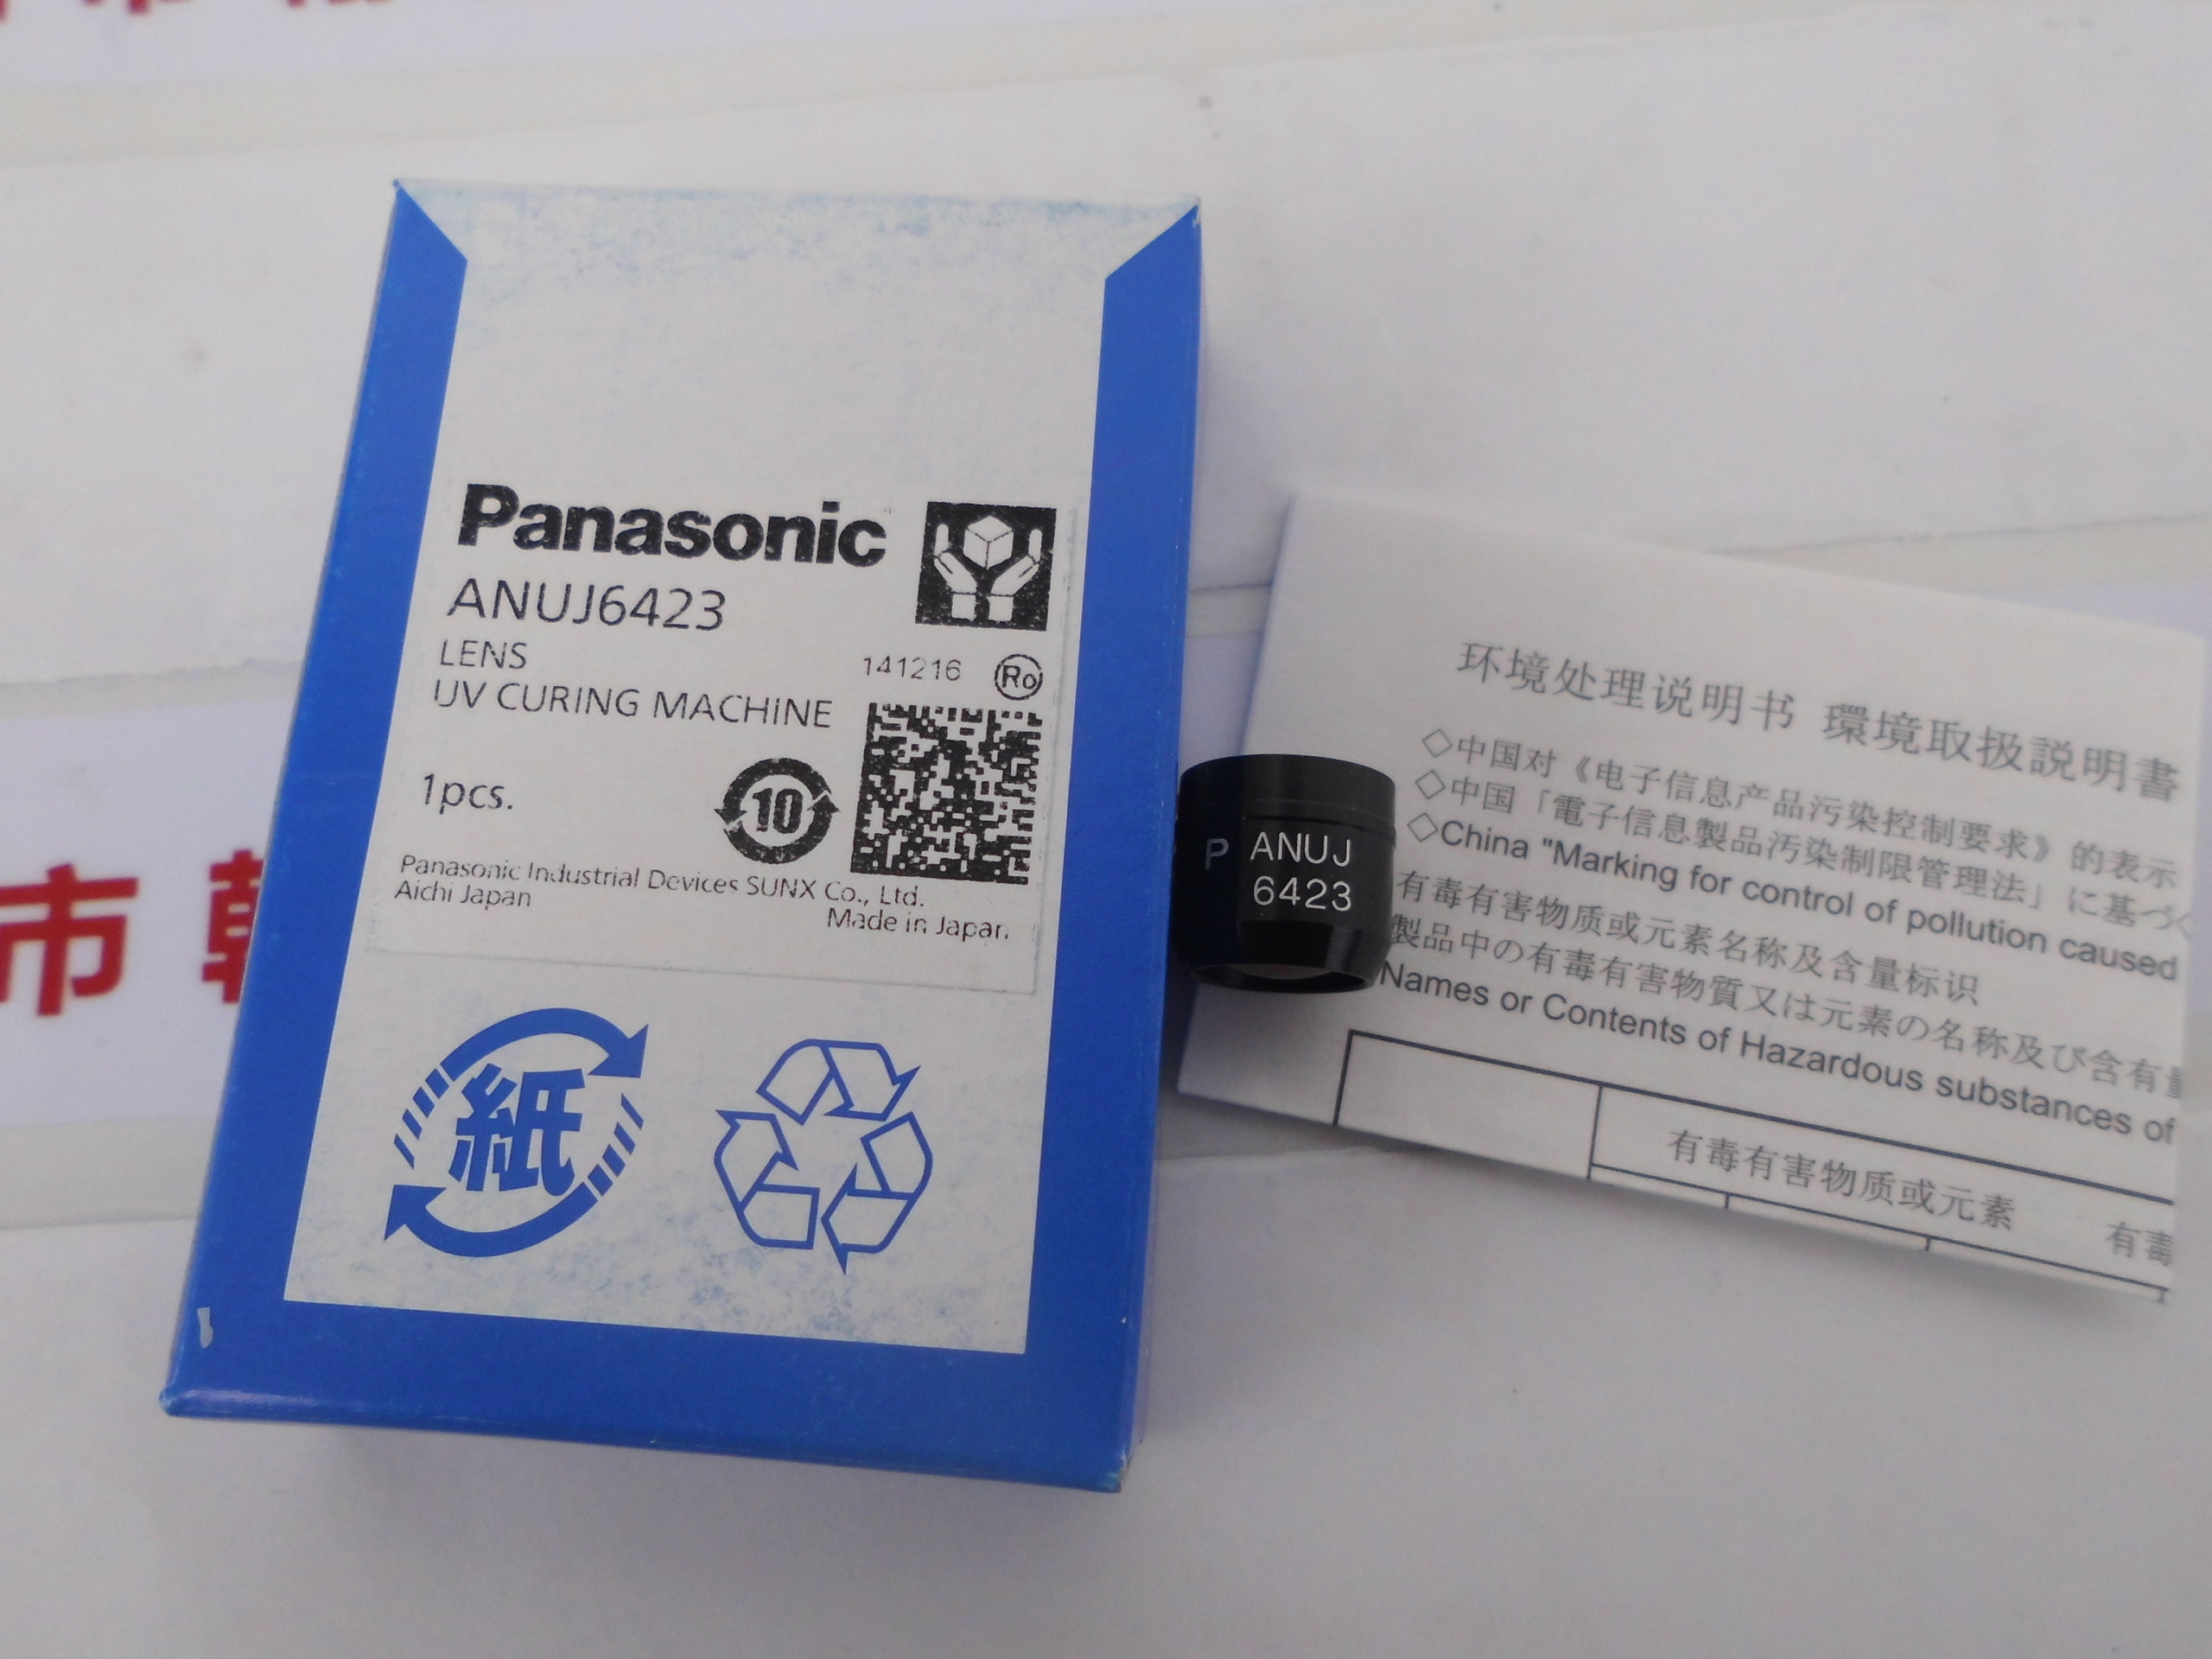 Panasonic
ANUJ6423
LENS
141216 Ro
UV CURING MACHINE
1pcs.
10
Panasonic Industrial Devices SUNX Co., Ltd.
Aichi Japan
Made in Japan
紙
P ANUJ
6423
环境处理说明书 環境取扱説明書
◇中国对《电子信息产品污染控制要求》的表示
◇中国「電子信息製品汚染制限管理法」に基づく
◇China "Marking for control of pollution caused
有毒有害物质或元素名称及含量标识
製品中の有毒有害物質又は元素の名称及び含有量
Names or Contents of Hazardous substances of
有毒有害物质或元素
有毒
市